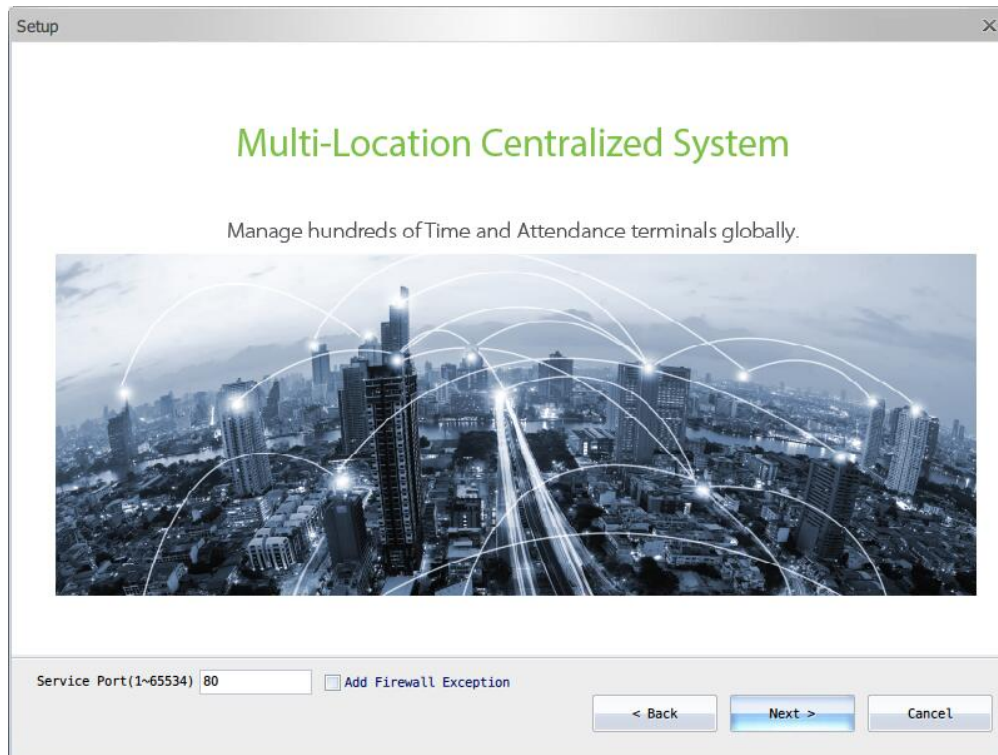 Setup
Multi-Location Centralized System
Manage hundreds of Time and Attendance terminals globally.
Service Port(1~65534) 80 Add Firewall Exception
< Back Next > Cancel